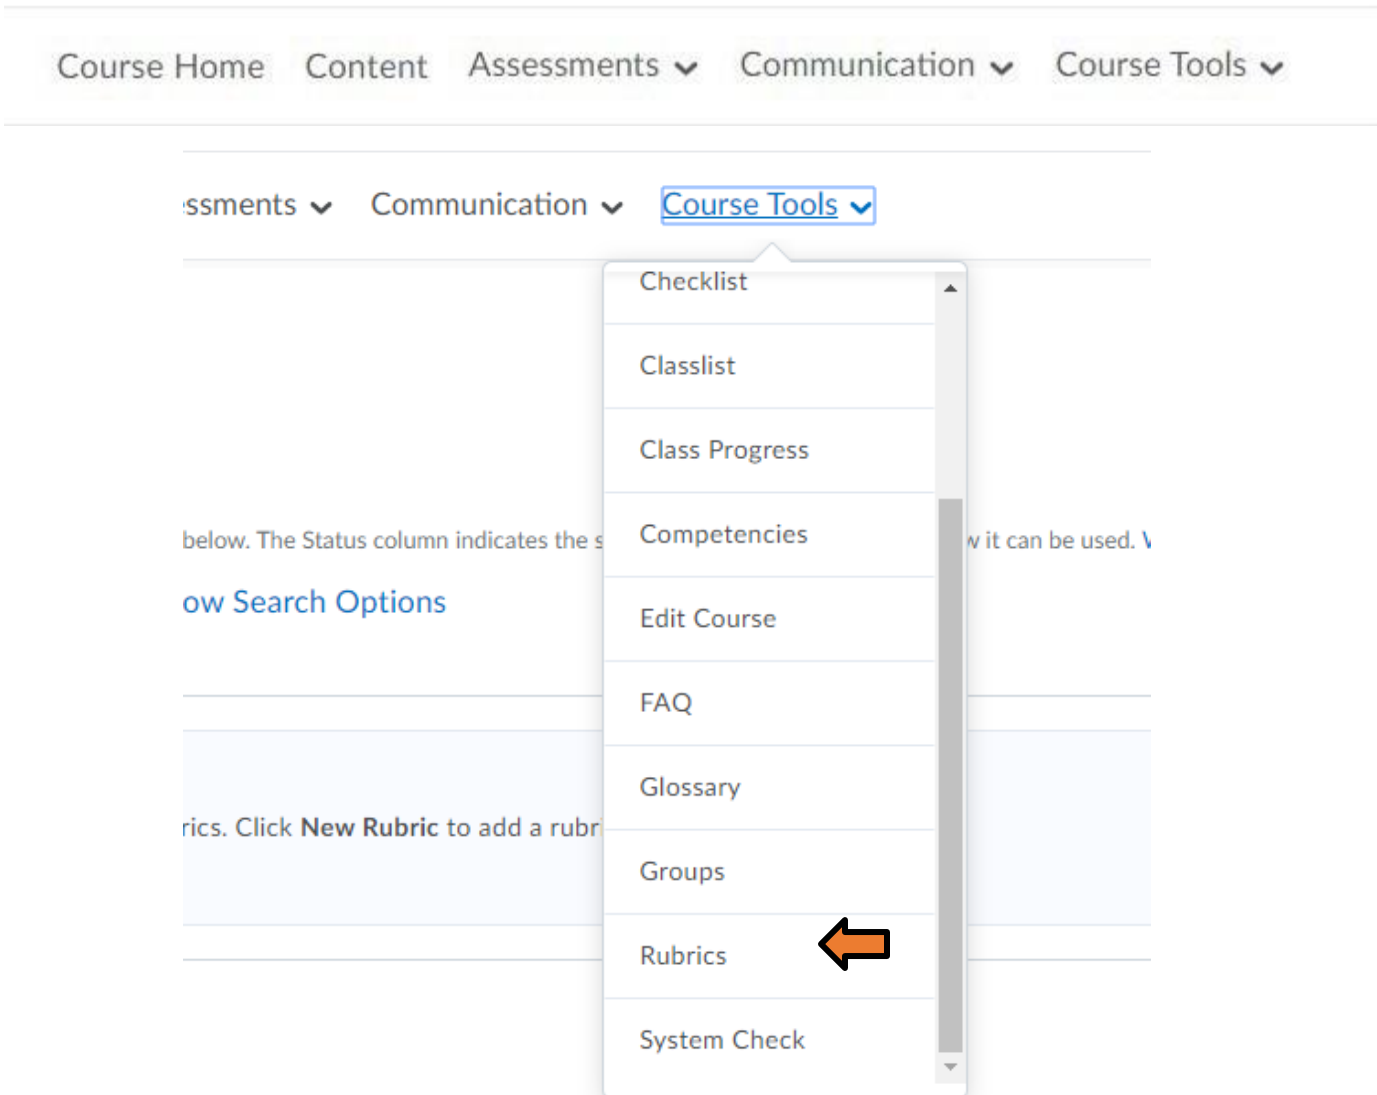 Course Home Content Assessments Communication Course Tools
essments Communication Course Tools
Checklist
Classlist
Class Progress
Competencies
below. The Status column indicates the s w it can be used.
Edit Course
ow Search Options
FAQ
Glossary
rics. Click New Rubric to add a rubri
Groups
Rubrics
System Check